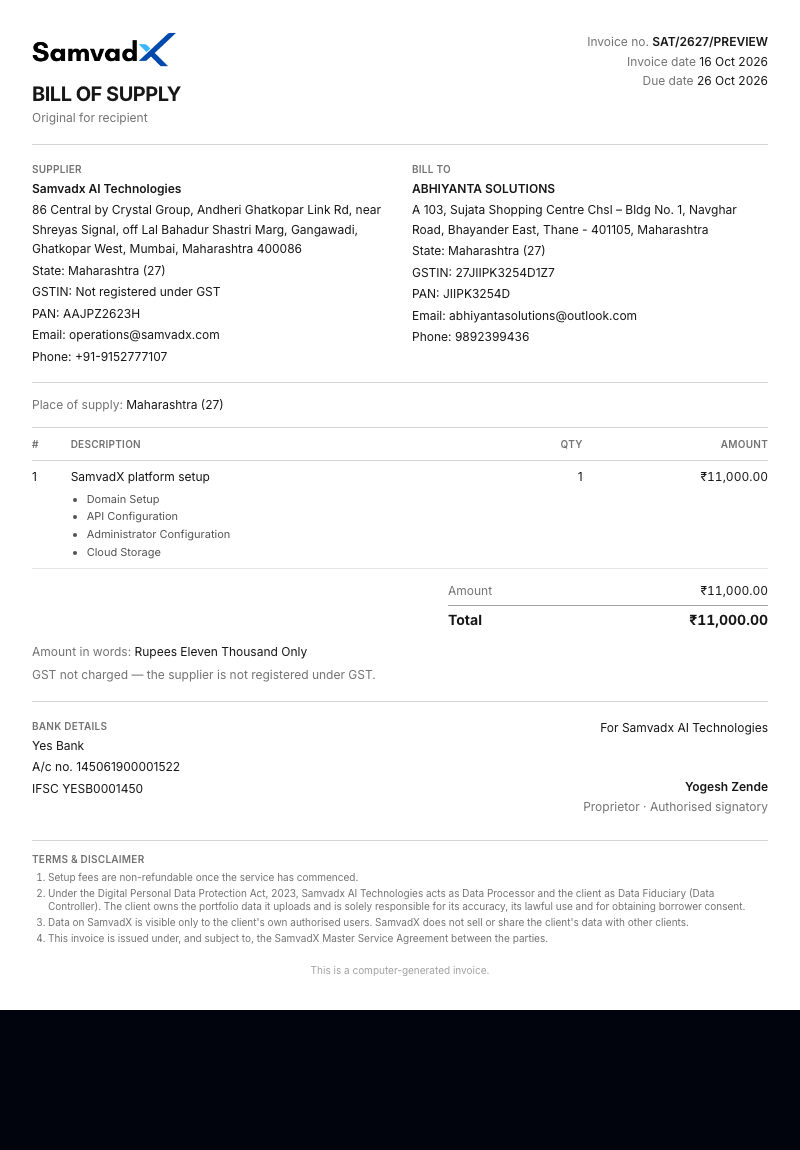 SamvadX
BILL OF SUPPLY
Original for recipient
Invoice no. SAT/2627/PREVIEW
Invoice date 16 Oct 2026
Due date 26 Oct 2026
SUPPLIER
Samvadx AI Technologies
86 Central by Crystal Group, Andheri Ghatkopar Link Rd, near
Shreyas Signal, off Lal Bahadur Shastri Marg, Gangawadi,
Ghatkopar West, Mumbai, Maharashtra 400086
State: Maharashtra (27)
GSTIN: Not registered under GST
PAN: AAJPZ2623H
Email: operations@samvadx.com
Phone: +91-9152777107
BILL TO
ABHIYANTA SOLUTIONS
A 103, Sujata Shopping Centre Chsl – Bldg No. 1, Navghar
Road, Bhayander East, Thane - 401105, Maharashtra
State: Maharashtra (27)
GSTIN: 27JIIPK3254D1Z7
PAN: JIIPK3254D
Email: abhiyantasolutions@outlook.com
Phone: 9892399436
Place of supply: Maharashtra (27)
# DESCRIPTION QTY AMOUNT
1 SamvadX platform setup 1 ₹11,000.00
• Domain Setup
• API Configuration
• Administrator Configuration
• Cloud Storage
Amount ₹11,000.00
Total ₹11,000.00
Amount in words: Rupees Eleven Thousand Only
GST not charged — the supplier is not registered under GST.
BANK DETAILS
Yes Bank
A/c no. 145061900001522
IFSC YESB0001450
For Samvadx AI Technologies
Yogesh Zende
Proprietor · Authorised signatory
TERMS & DISCLAIMER
1. Setup fees are non-refundable once the service has commenced.
2. Under the Digital Personal Data Protection Act, 2023, Samvadx AI Technologies acts as Data Processor and the client as Data Fiduciary (Data
Controller). The client owns the portfolio data it uploads and is solely responsible for its accuracy, its lawful use and for obtaining borrower consent.
3. Data on SamvadX is visible only to the client's own authorised users. SamvadX does not sell or share the client's data with other clients.
4. This invoice is issued under, and subject to, the SamvadX Master Service Agreement between the parties.
This is a computer-generated invoice.